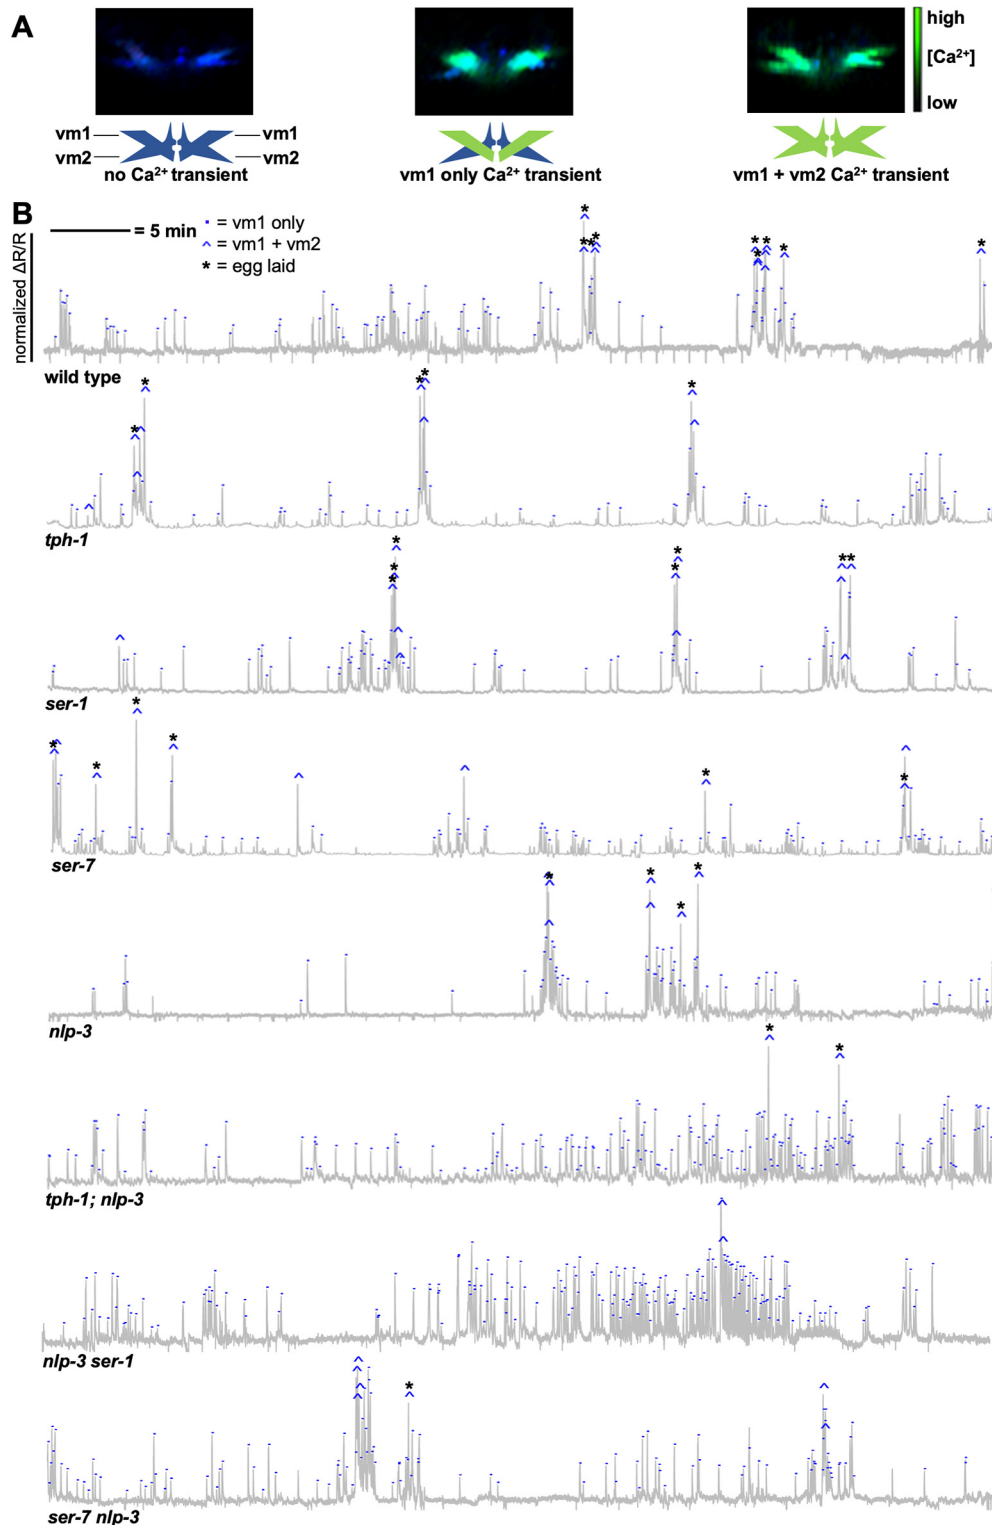 A
high
[Ca²⁺]
low
vm1
vm2
vm1
vm2
no Ca²⁺ transient
vm1 only Ca²⁺ transient
vm1 + vm2 Ca²⁺ transient
B
= 5 min
= vm1 only
^ = vm1 + vm2
* = egg laid
normalized ΔR/R
wild type
tph-1
ser-1
ser-7
nlp-3
tph-1; nlp-3
nlp-3 ser-1
ser-7 nlp-3